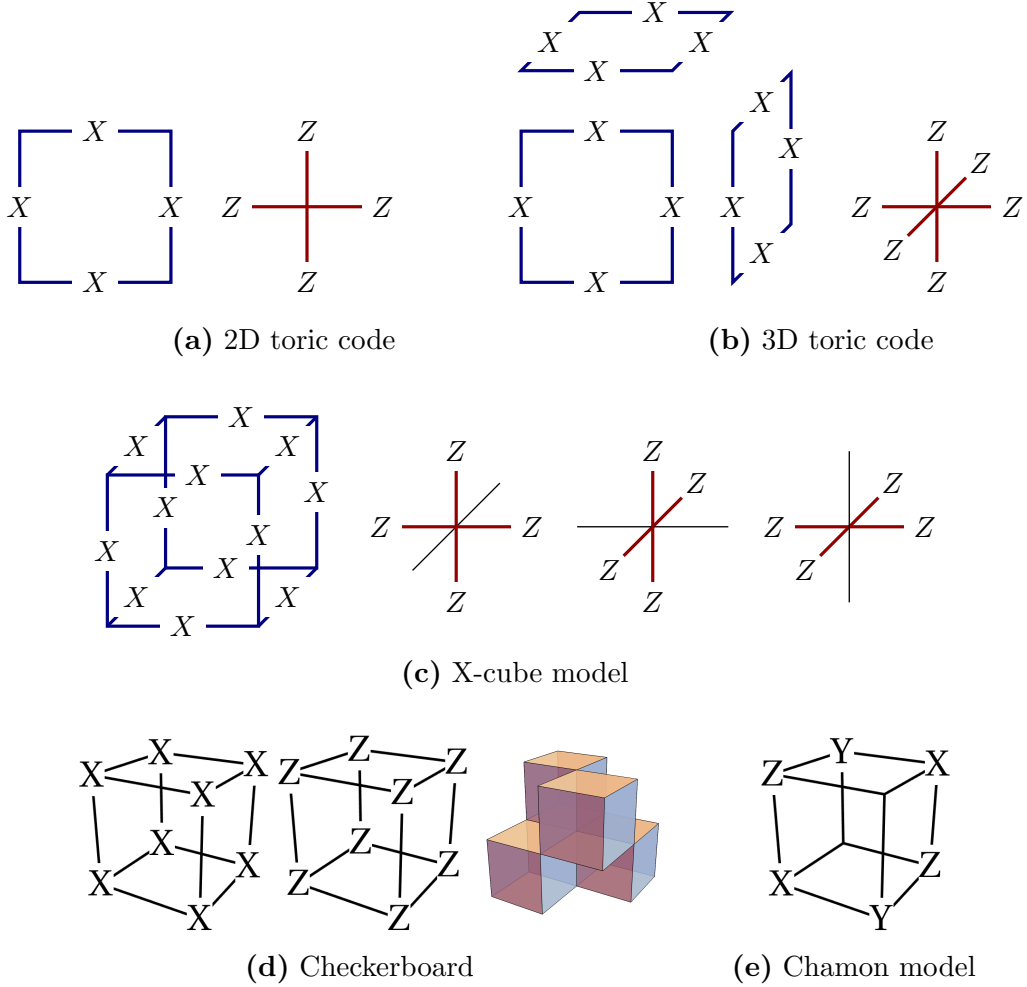 X X
X X X
X X Z X Z X
X Z Z X X X X Z Z
X Z X X Z Z
(a) 2D toric code (b) 3D toric code
X Z Z
X X X Z Z
X X X Z Z Z Z
X X Z Z Z
X X X X Z Z Z
(c) X-cube model
X X Z Z Y X
X X Z Z Z
X X Z Z Z
X X Z Z X Y
(d) Checkerboard (e) Chamon model